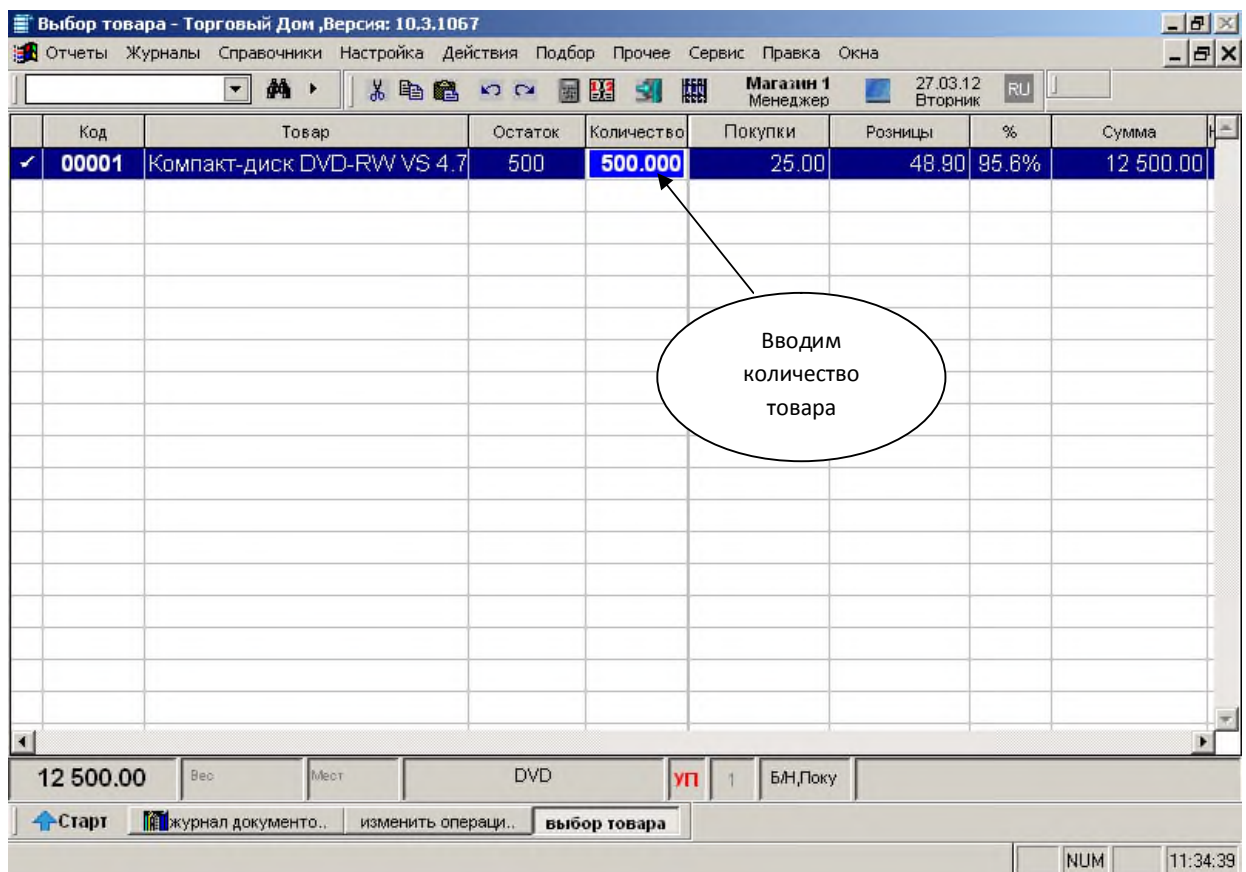 Выбор товара - Торговый Дом ,Версия: 10.3.1067
Отчеты Журналы Справочники Настройка Действия Подбор Прочее Сервис Правка Окна
Магазин 1 27.03.12 RU
Менеджер Вторник
Код Товар Остаток Количество Покупки Розницы % Сумма
00001 Компакт-диск DVD-RW VS 4.7 500 500.000 25.00 48.90 95.6% 12 500.00
Вводим
количество
товара
12 500.00 Вес Мест DVD УП 1 Б/Н,Поку
Старт журнал документо.. изменить операци.. выбор товара
NUM 11:34:39